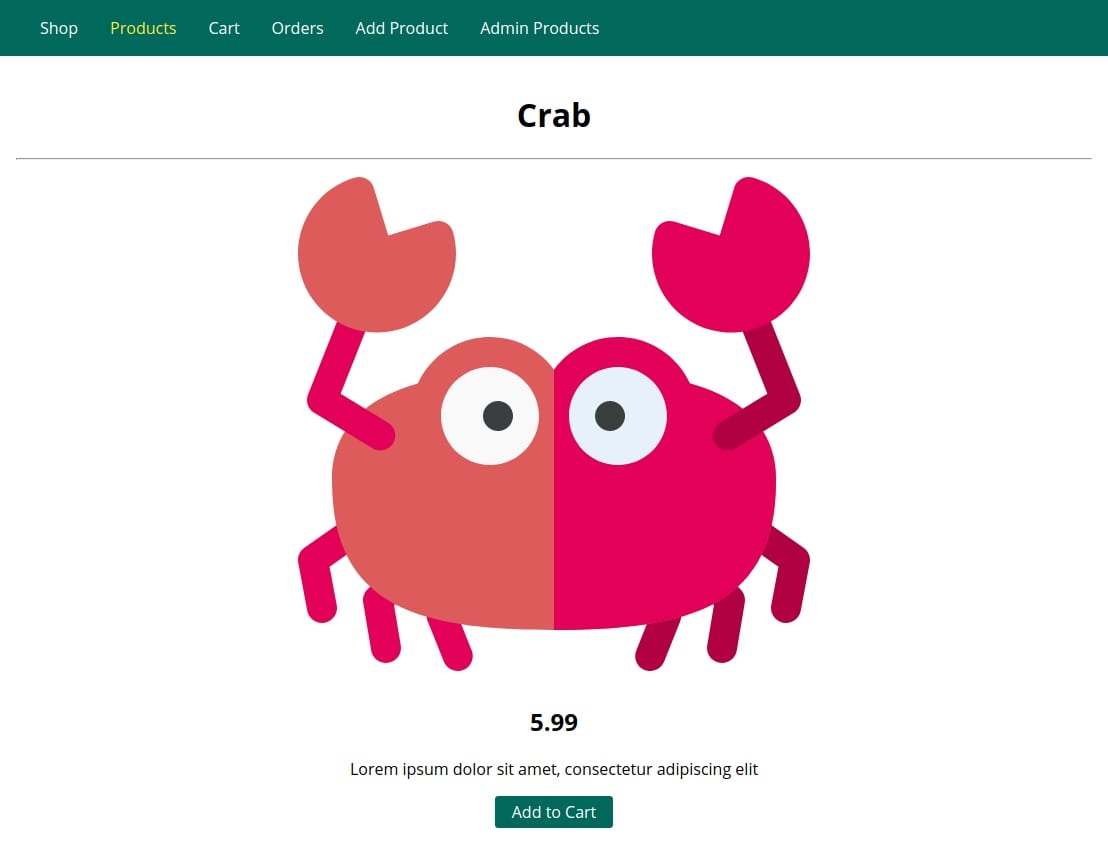 Shop Products Cart Orders Add Product Admin Products
Crab
5.99
Lorem ipsum dolor sit amet, consectetur adipiscing elit
Add to Cart